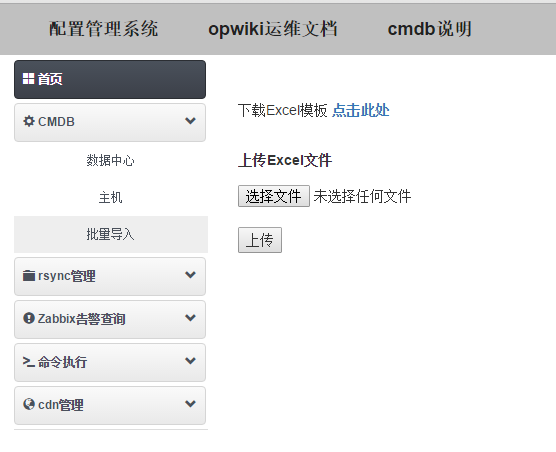 配置管理系统 opwiki运维文档 cmdb说明
首页
CMDB
数据中心
主机
批量导入
rsync管理
Zabbix告警查询
命令执行
cdn管理
下载Excel模板 点击此处
上传Excel文件
选择文件 未选择任何文件
上传